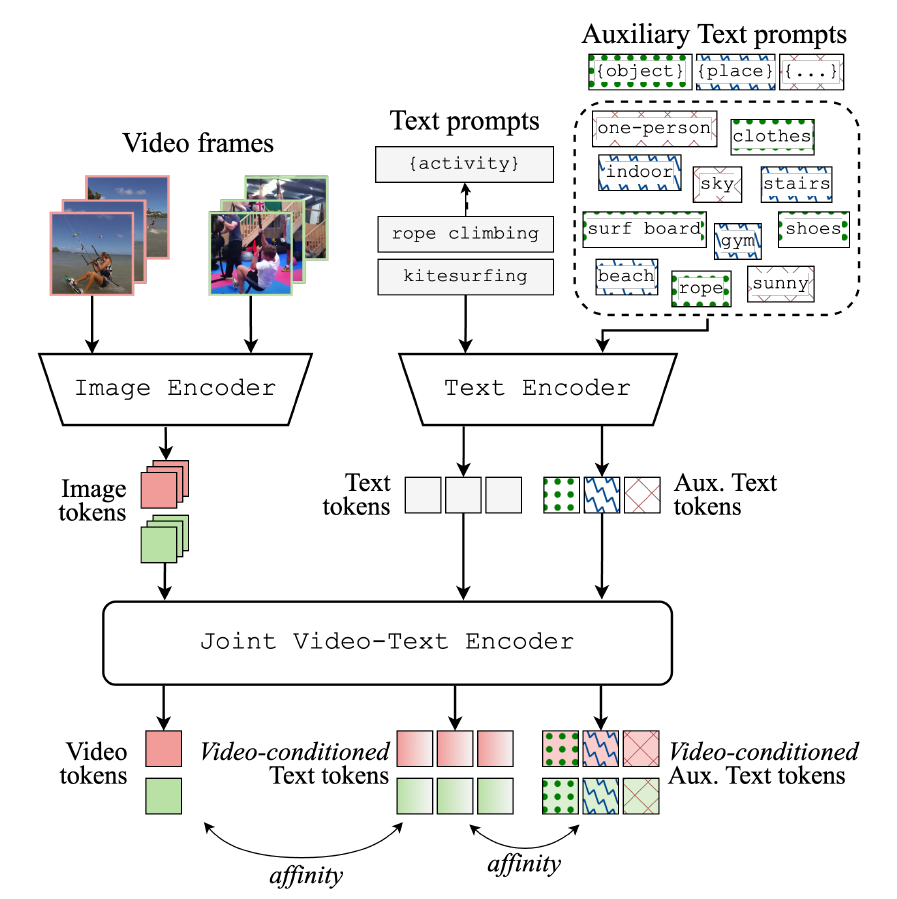 Auxiliary Text prompts
{object} {place} {...}
Text prompts
Video frames
{activity}
one-person
clothes
indoor
sky
stairs
rope climbing
surf board
gym
shoes
kitesurfing
beach
rope
sunny
Image Encoder
Text Encoder
Image
tokens
Text
tokens
Aux. Text
tokens
Joint Video-Text Encoder
Video
tokens
Video-conditioned
Text tokens
Video-conditioned
Aux. Text tokens
affinity
affinity